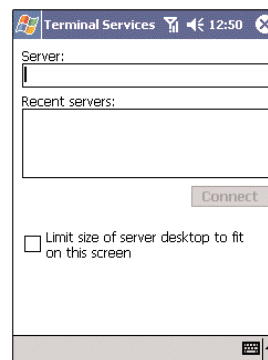 Terminal Services 12:50
Server:
Recent servers:
Connect
Limit size of server desktop to fit
on this screen